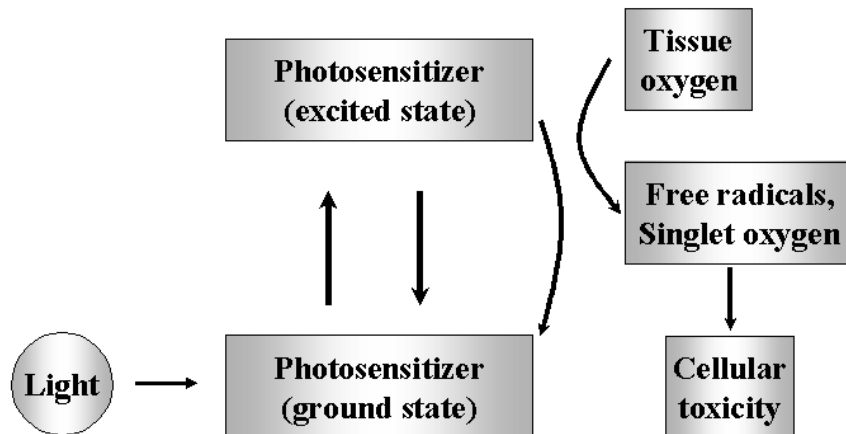 Photosensitizer
(excited state)
Tissue
oxygen
Free radicals,
Singlet oxygen
Light
Photosensitizer
(ground state)
Cellular
toxicity